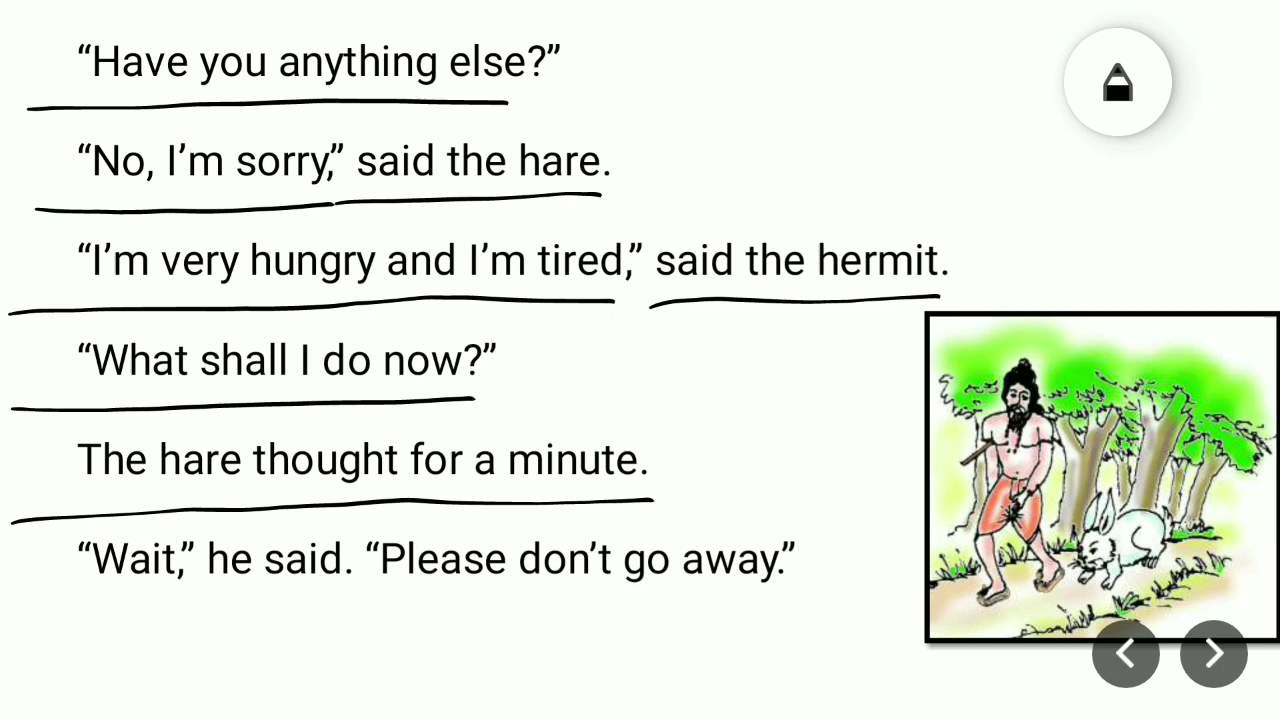 “Have you anything else?”
“No, I’m sorry,” said the hare.
“I’m very hungry and I’m tired,” said the hermit.
“What shall I do now?”
The hare thought for a minute.
“Wait,” he said. “Please don’t go away.”